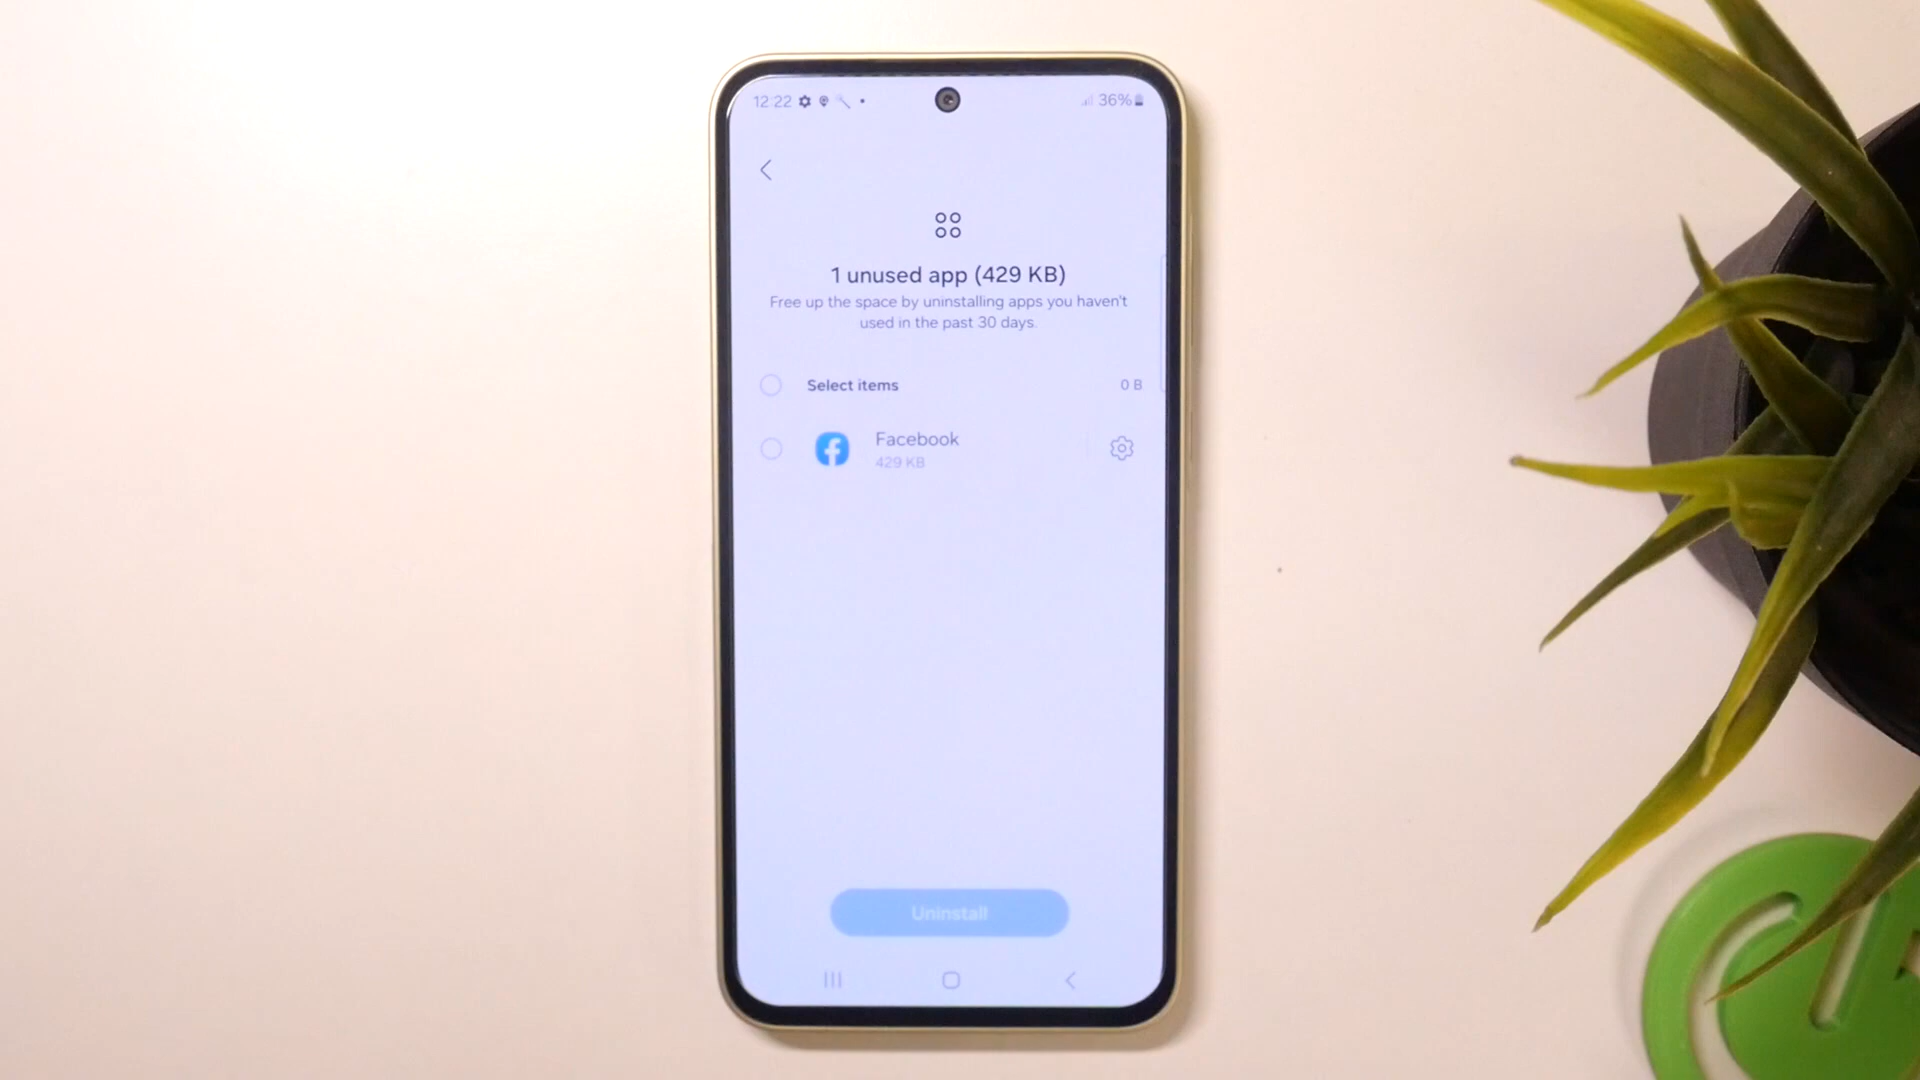 12:22
36%
1 unused app (429 KB)
Free up the space by uninstalling apps you haven't
used in the past 30 days.
Select items
0 B
Facebook
429 KB
Uninstall